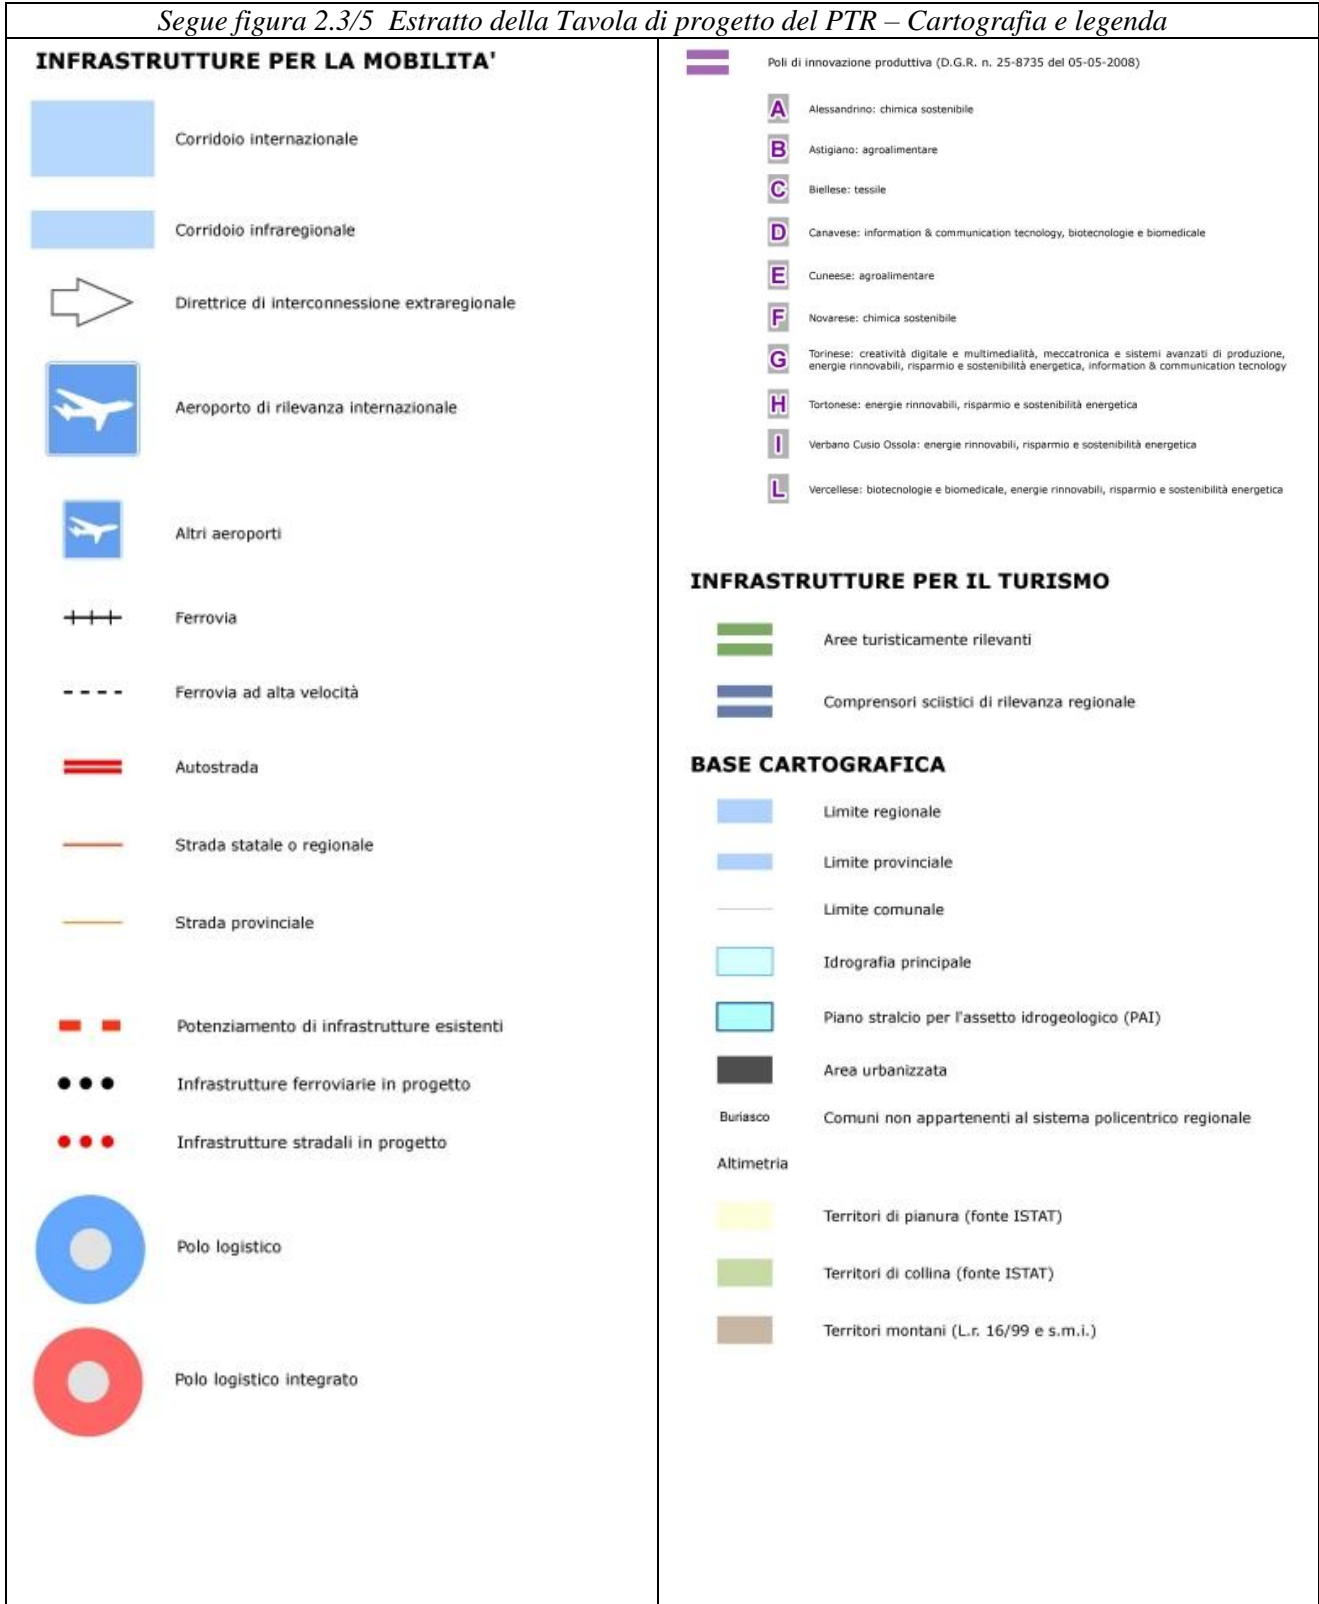 Segue figura 2.3/5  Estratto della Tavola di progetto del PTR – Cartografia e legenda
INFRASTRUTTURE PER LA MOBILITA'
Corridoio internazionale
Corridoio infraregionale
Direttrice di interconnessione extraregionale
Aeroporto di rilevanza internazionale
Altri aeroporti
Ferrovia
Ferrovia ad alta velocità
Autostrada
Strada statale o regionale
Strada provinciale
Potenziamento di infrastrutture esistenti
Infrastrutture ferroviarie in progetto
Infrastrutture stradali in progetto
Polo logistico
Polo logistico integrato
Poli di innovazione produttiva (D.G.R. n. 25-8735 del 05-05-2008)
A Alessandrino: chimica sostenibile
B Astigiano: agroalimentare
C Biellese: tessile
D Canavese: information & communication tecnology, biotecnologie e biomedicale
E Cuneese: agroalimentare
F Novarese: chimica sostenibile
G Torinese: creatività digitale e multimedialità, meccatronica e sistemi avanzati di produzione,
energie rinnovabili, risparmio e sostenibilità energetica, information & communication tecnology
H Tortonese: energie rinnovabili, risparmio e sostenibilità energetica
I Verbano Cusio Ossola: energie rinnovabili, risparmio e sostenibilità energetica
L Vercellese: biotecnologie e biomedicale, energie rinnovabili, risparmio e sostenibilità energetica
INFRASTRUTTURE PER IL TURISMO
Aree turisticamente rilevanti
Comprensori sciistici di rilevanza regionale
BASE CARTOGRAFICA
Limite regionale
Limite provinciale
Limite comunale
Idrografia principale
Piano stralcio per l'assetto idrogeologico (PAI)
Area urbanizzata
Buriasco Comuni non appartenenti al sistema policentrico regionale
Altimetria
Territori di pianura (fonte ISTAT)
Territori di collina (fonte ISTAT)
Territori montani (L.r. 16/99 e s.m.i.)